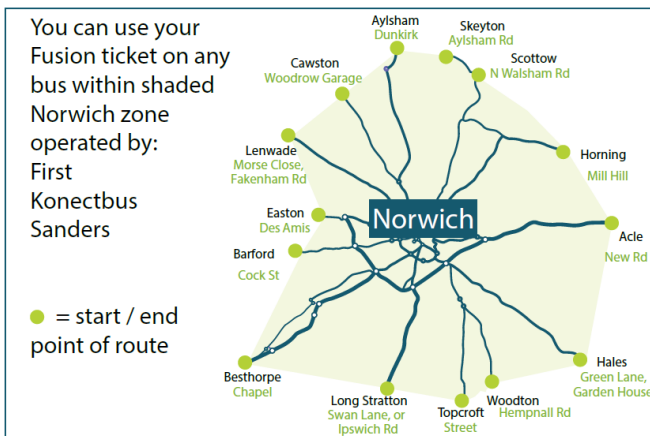 You can use your
Fusion ticket on any
bus within shaded
Norwich zone
operated by:
First
Konectbus
Sanders
= start / end
point of route
Aylsham
Dunkirk
Skeyton
Aylsham Rd
Scottow
N Walsham Rd
Cawston
Woodrow Garage
Lenwade
Morse Close,
Fakenham Rd
Horning
Mill Hill
Norwich
Easton
Des Amis
Acle
New Rd
Barford
Cock St
Besthorpe
Chapel
Long Stratton
Swan Lane, or
Ipswich Rd
Topcroft
Street
Woodton
Hempnall Rd
Hales
Green Lane,
Garden House